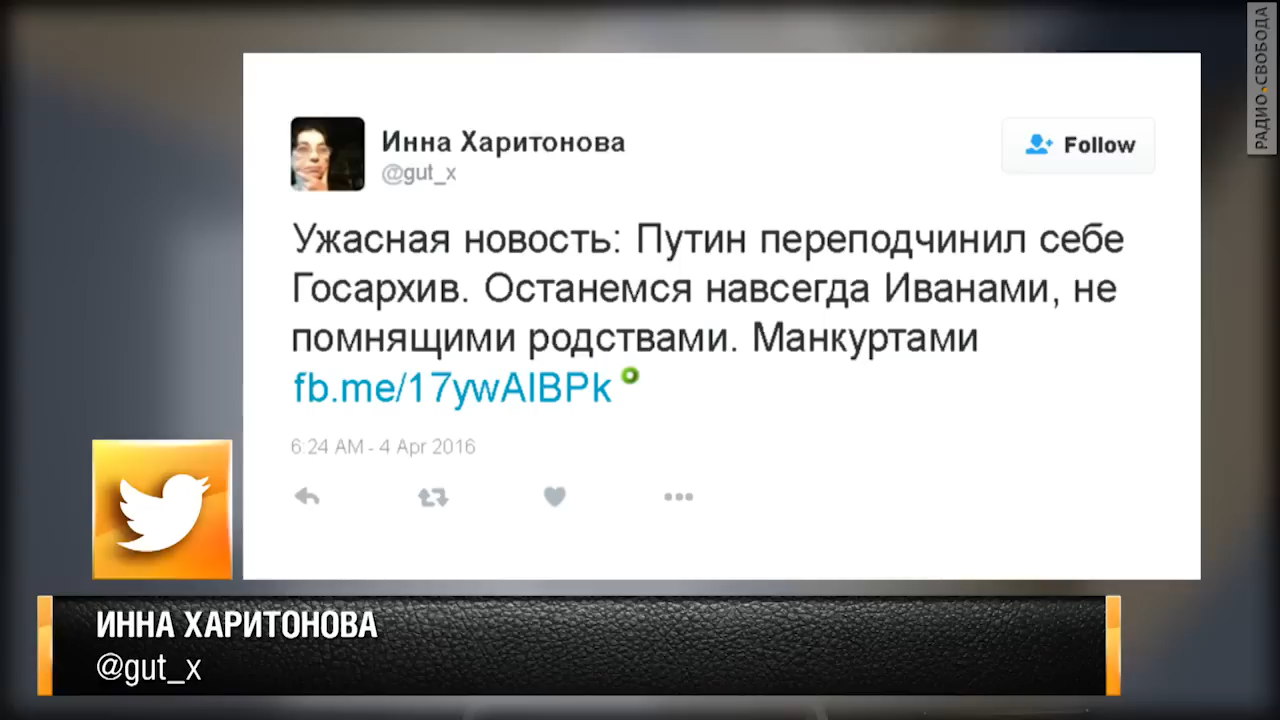 РАДИО СВОБОДА
Инна Харитонова
@gut_x
Follow
Ужасная новость: Путин переподчинил себе
Госархив. Останемся навсегда Иванами, не
помнящими родствами. Манкуртами
fb.me/17ywAlBPk
6:24 AM - 4 Apr 2016
ИННА ХАРИТОНОВА
@gut_x